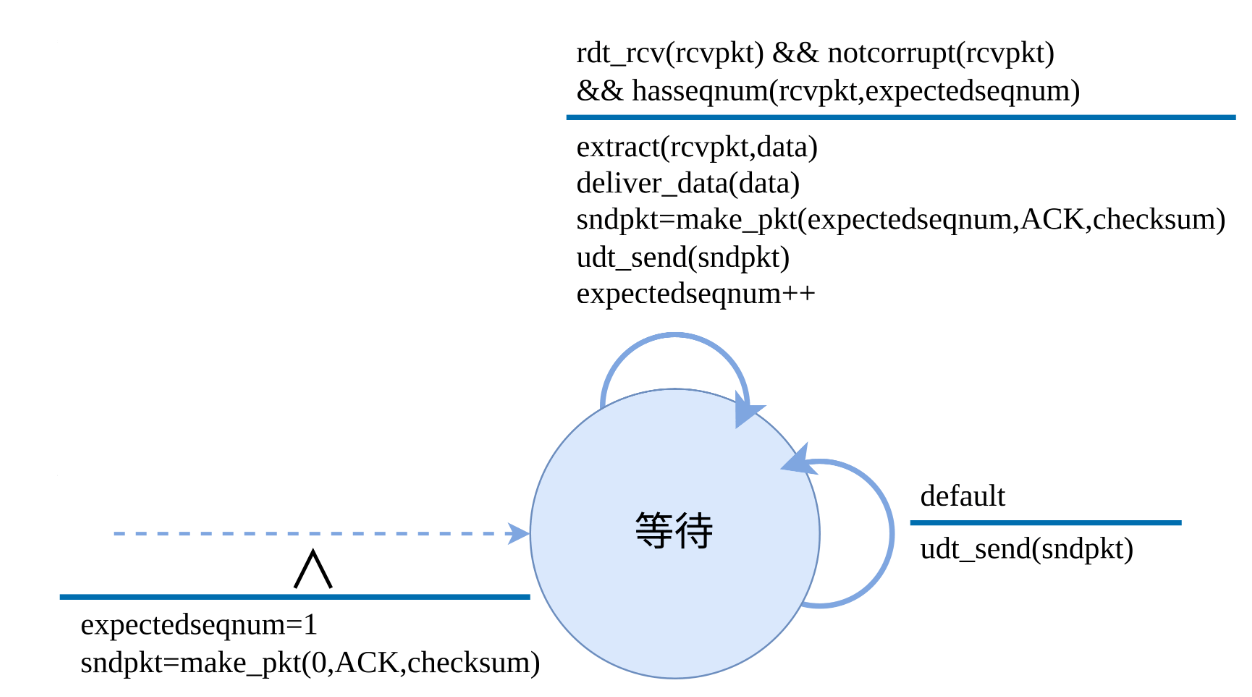 rdt_rcv(rcvpkt) && notcorrupt(rcvpkt)
&& hasseqnum(rcvpkt,expectedseqnum)
extract(rcvpkt,data)
deliver_data(data)
sndpkt=make_pkt(expectedseqnum,ACK,checksum)
udt_send(sndpkt)
expectedseqnum++
等待
default
udt_send(sndpkt)
Λ
expectedseqnum=1
sndpkt=make_pkt(0,ACK,checksum)